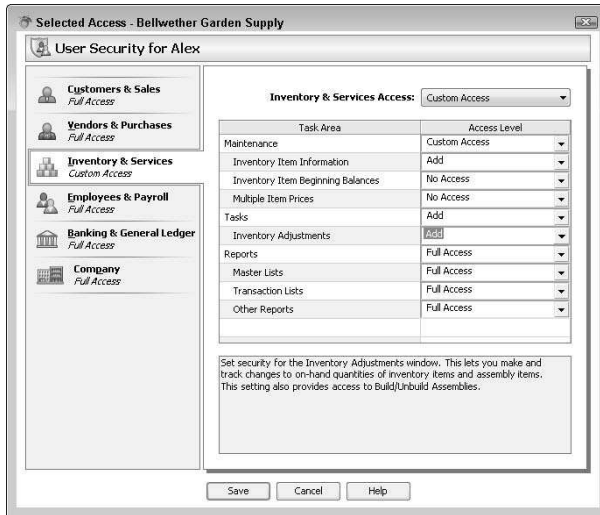 Selected Access - Bellwether Garden Supply
User Security for Alex
Customers & Sales
Full Access
Vendors & Purchases
Full Access
Inventory & Services
Custom Access
Employees & Payroll
Full Access
Banking & General Ledger
Full Access
Company
Full Access
Inventory & Services Access: Custom Access
Task Area Access Level
Maintenance Custom Access
Inventory Item Information Add
Inventory Item Beginning Balances No Access
Multiple Item Prices No Access
Tasks Add
Inventory Adjustments Add
Reports Full Access
Master Lists Full Access
Transaction Lists Full Access
Other Reports Full Access
Set security for the Inventory Adjustments window. This lets you make and
track changes to on-hand quantities of inventory items and assembly items.
This setting also provides access to Build/Unbuild Assemblies.
Save Cancel Help